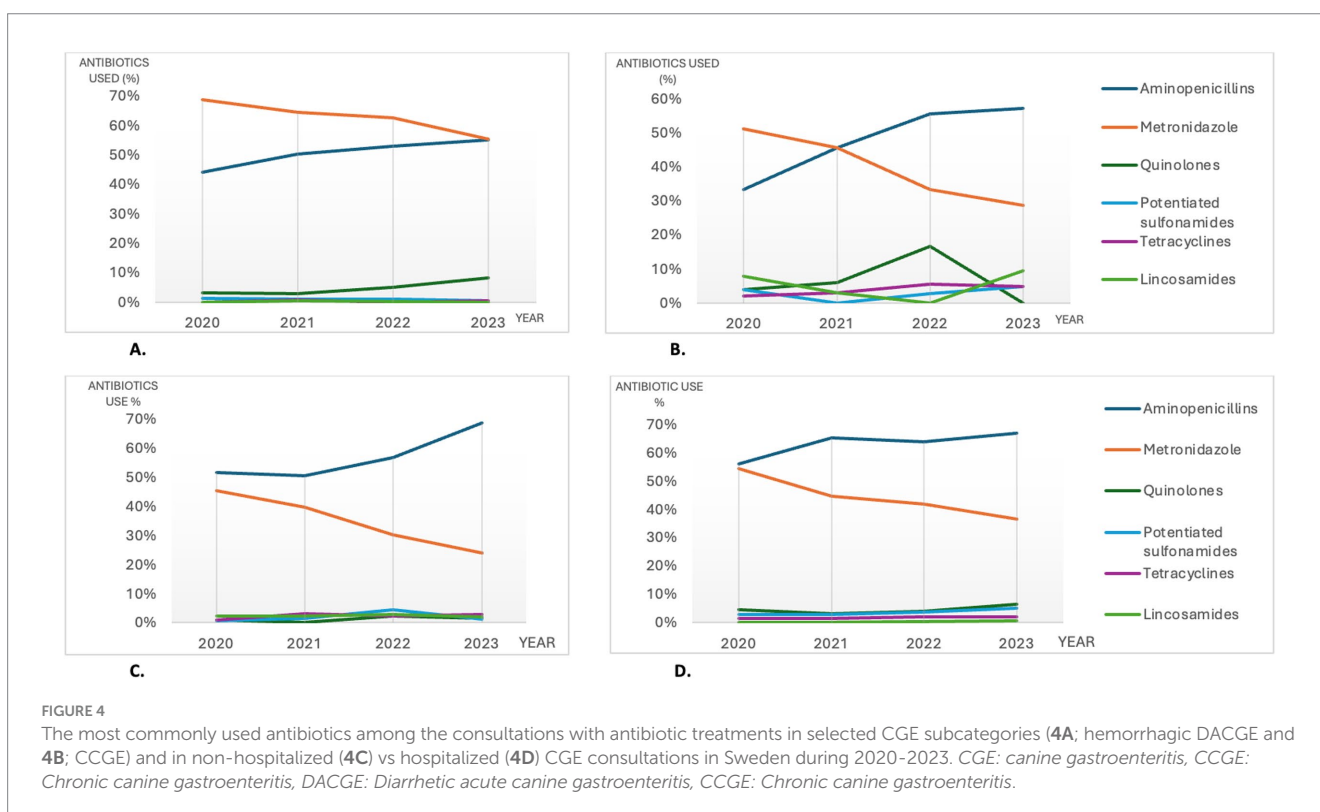 ANTIBIOTICS
USED (%)
70%
60%
50%
40%
30%
20%
10%
0%
2020 2021 2022 2023 YEAR
A.
ANTIBIOTICS USED
(%)
60%
50%
40%
30%
20%
10%
0%
2020 2021 2022 2023 YEAR
B.
Aminopenicillins
Metronidazole
Quinolones
Potentiated
sulfonamides
Tetracyclines
Lincosamides
ANTIBIOTICS
USE %
70%
60%
50%
40%
30%
20%
10%
0%
2020 2021 2022 2023 YEAR
C.
ANTIBIOTIC USE
%
70%
60%
50%
40%
30%
20%
10%
0%
2020 2021 2022 2023 YEAR
D.
Aminopenicillins
Metronidazole
Quinolones
Potentiated
sulfonamides
Tetracyclines
Lincosamides
FIGURE 4
The most commonly used antibiotics among the consultations with antibiotic treatments in selected CGE subcategories (4A; hemorrhagic DACGE and
4B; CCGE) and in non-hospitalized (4C) vs hospitalized (4D) CGE consultations in Sweden during 2020-2023. CGE: canine gastroenteritis, CCGE:
Chronic canine gastroenteritis, DACGE: Diarrhetic acute canine gastroenteritis, CCGE: Chronic canine gastroenteritis.